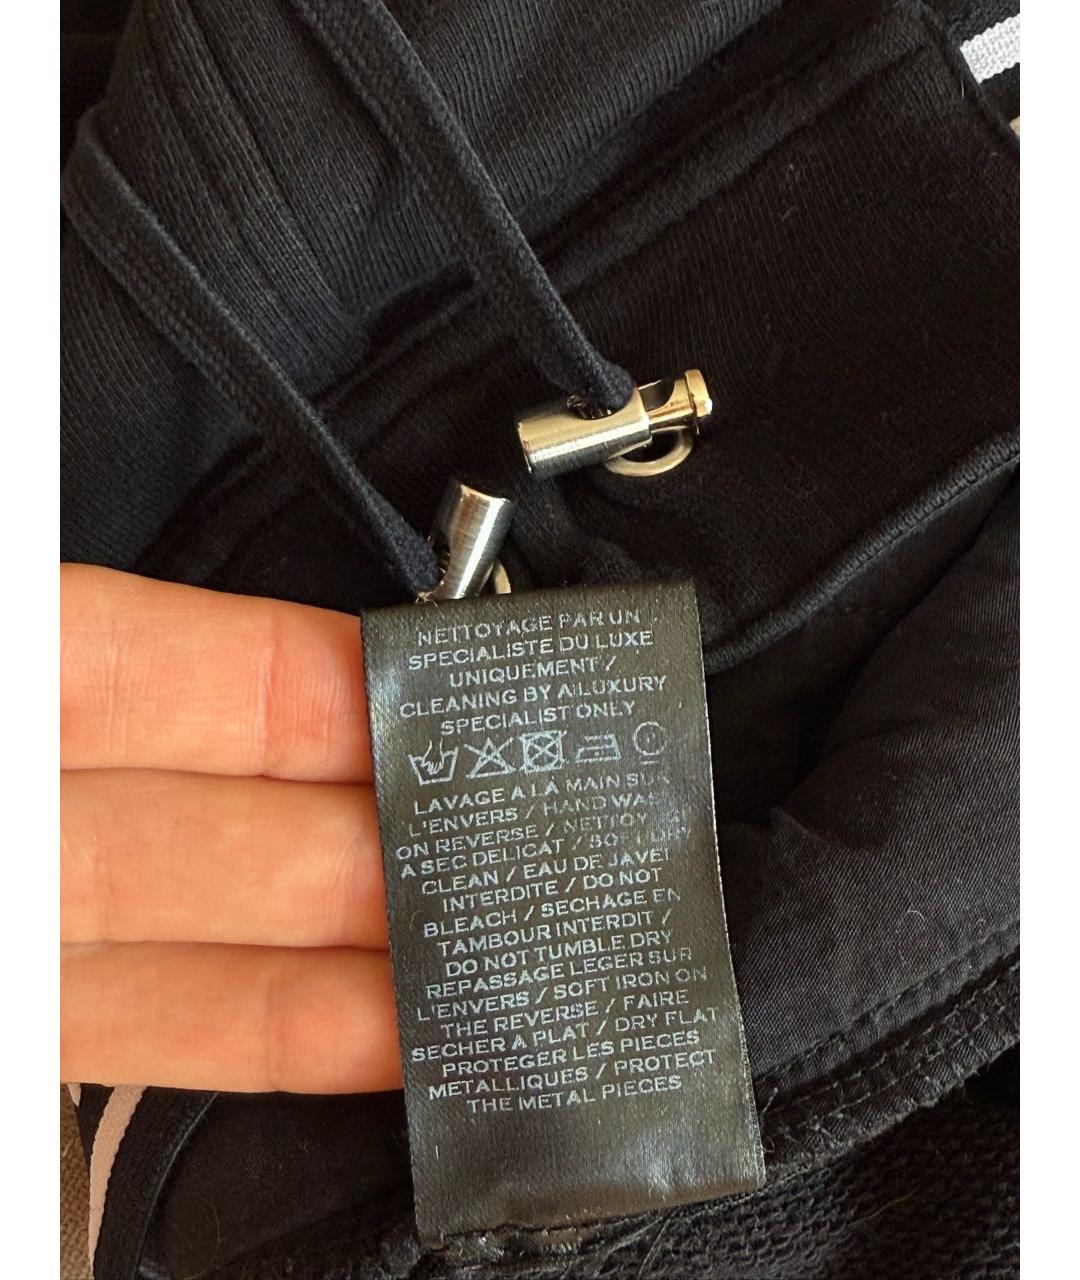 NETTOYAGE PAR UN
SPECIALISTE DU LUXE
UNIQUEMENT /
CLEANING BY A LUXURY
SPECIALIST ONLY
LAVAGE A LA MAIN SUR
L'ENVERS / HAND WASH
ON REVERSE / NETTOYAGE
A SEC DELICAT / SOFT DRY
CLEAN / EAU DE JAVEL
INTERDITE / DO NOT
BLEACH / SECHAGE EN
TAMBOUR INTERDIT /
DO NOT TUMBLE DRY
REPASSAGE LEGER SUR
L'ENVERS / SOFT IRON ON
THE REVERSE / FAIRE
SECHER A PLAT / DRY FLAT
PROTEGER LES PIECES
METALLIQUES / PROTECT
THE METAL PIECES